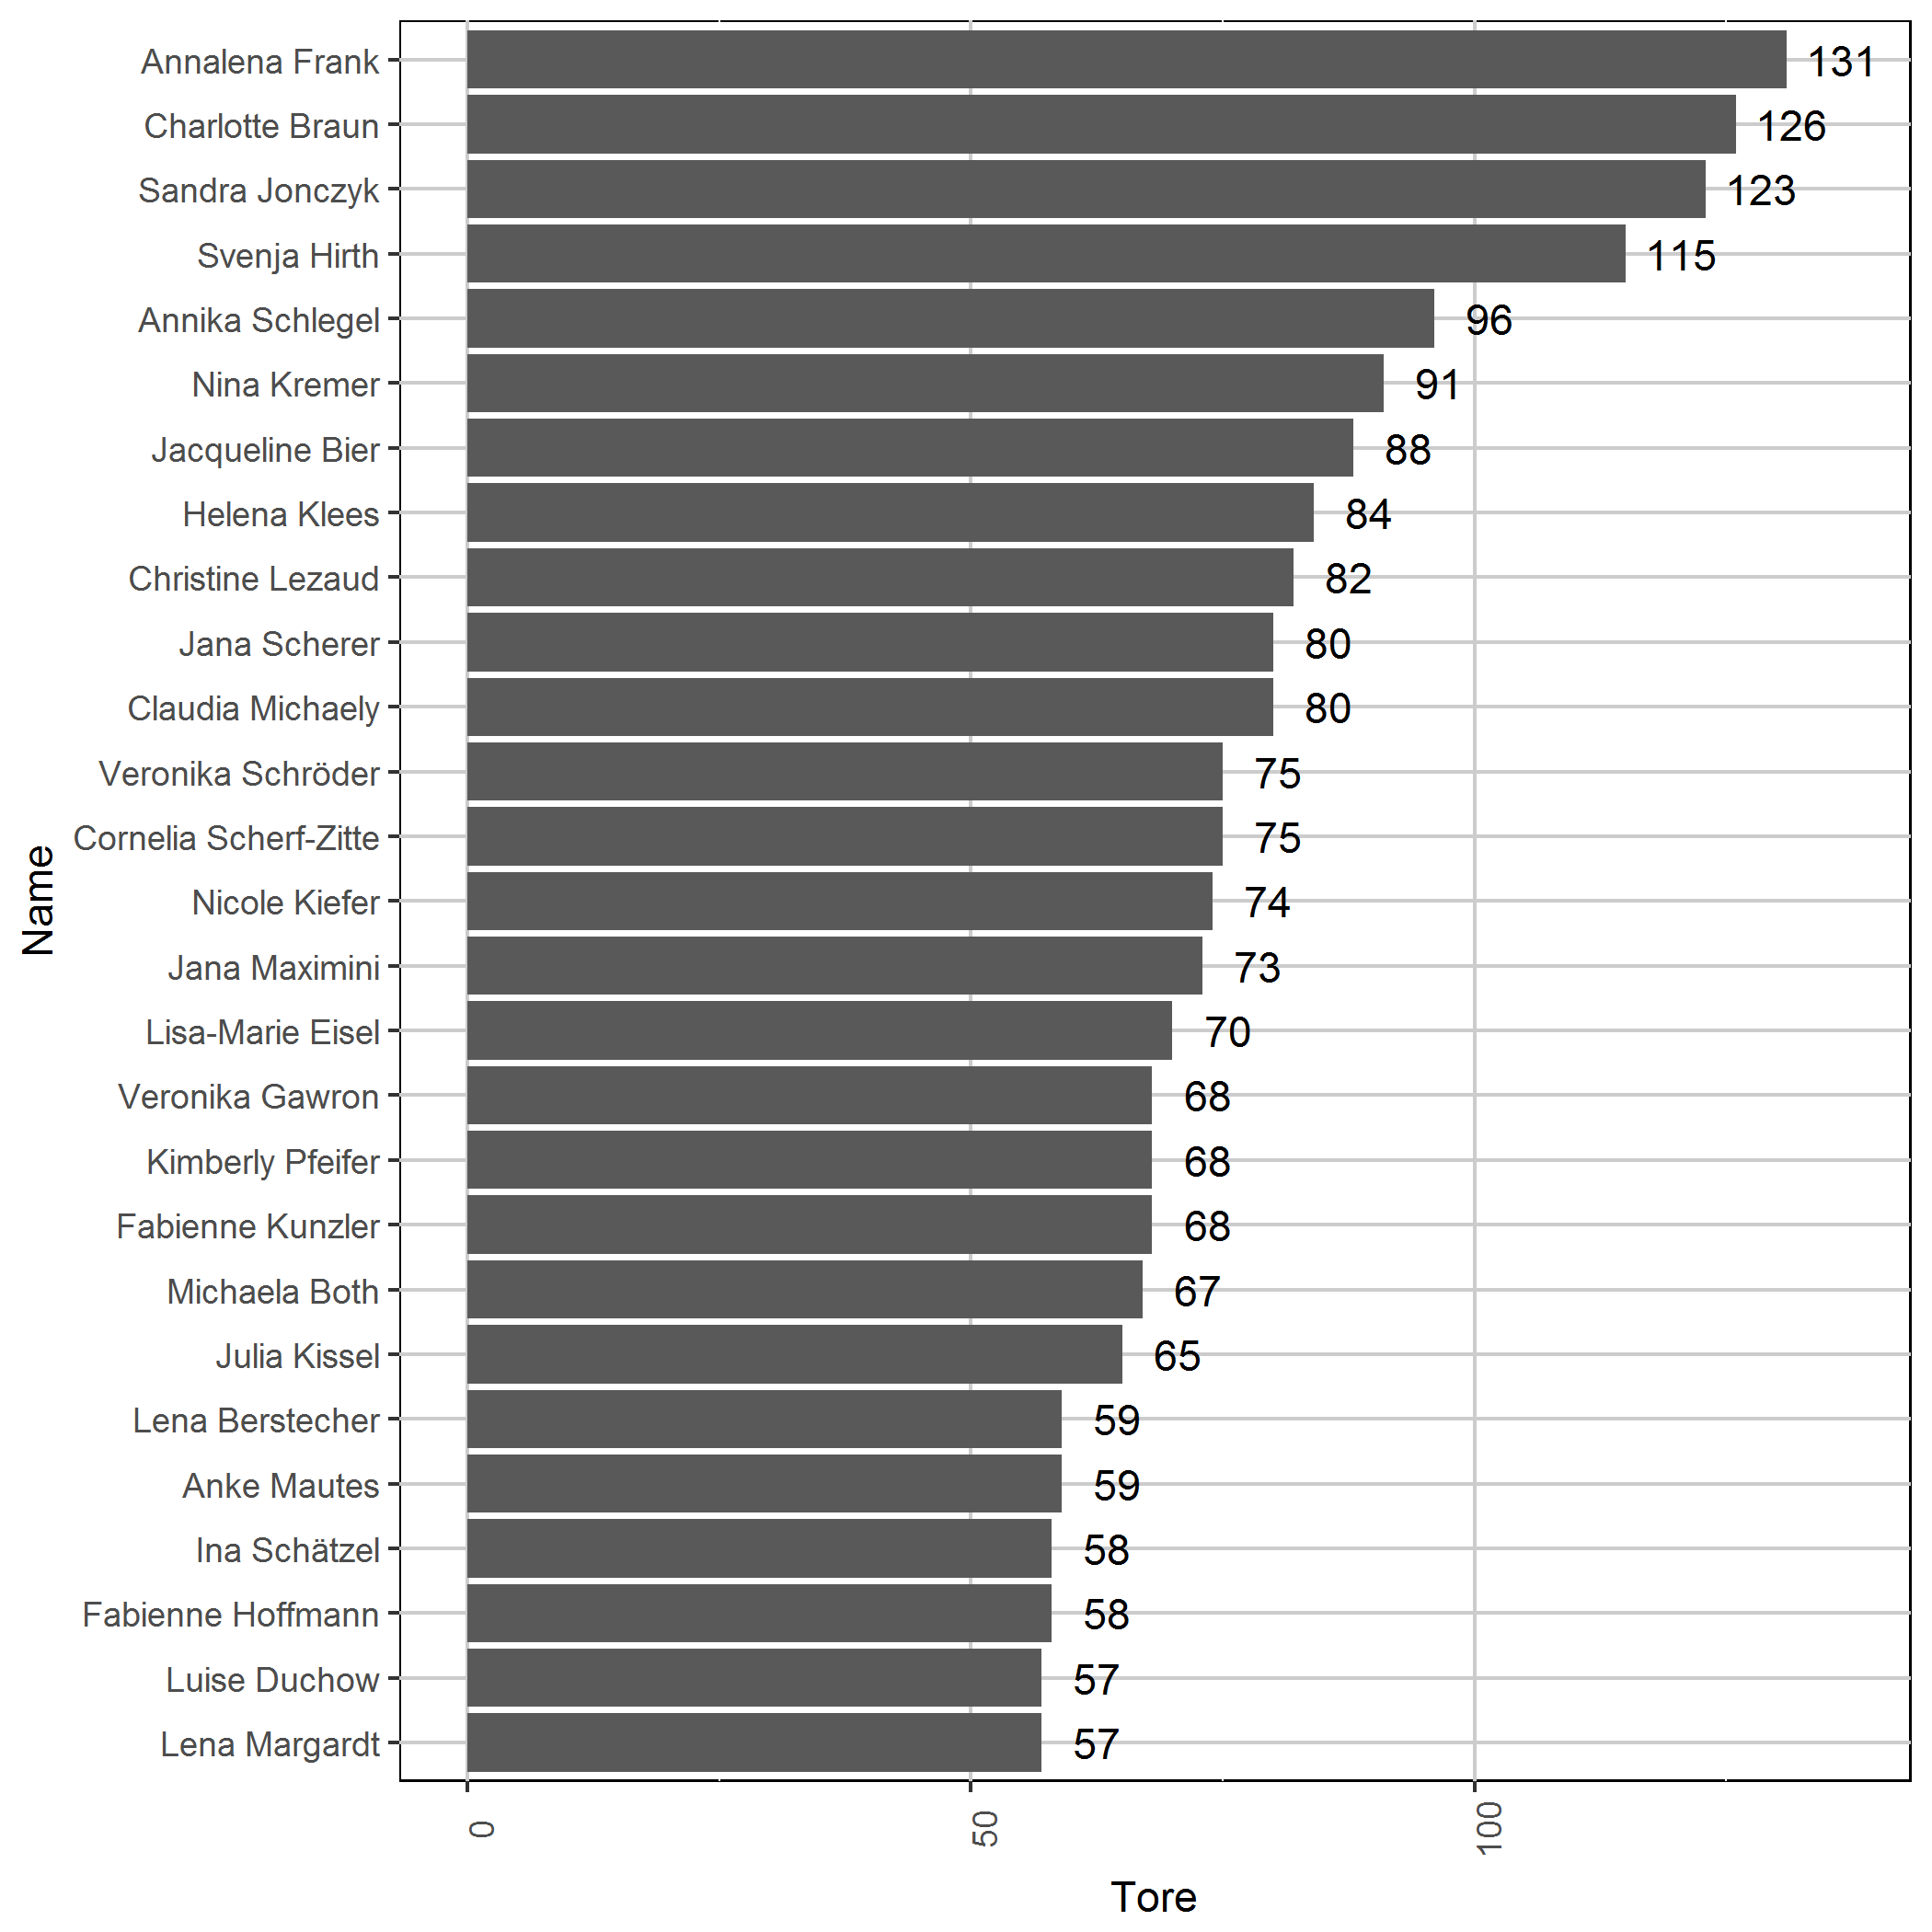 Annalena Frank 131
Charlotte Braun 126
Sandra Jonczyk 123
Svenja Hirth 115
Annika Schlegel 96
Nina Kremer 91
Jacqueline Bier 88
Helena Klees 84
Christine Lezaud 82
Jana Scherer 80
Claudia Michaely 80
Veronika Schröder 75
Cornelia Scherf-Zitte 75
Nicole Kiefer 74
Jana Maximini 73
Lisa-Marie Eisel 70
Veronika Gawron 68
Kimberly Pfeifer 68
Fabienne Kunzler 68
Michaela Both 67
Julia Kissel 65
Lena Berstecher 59
Anke Mautes 59
Ina Schätzel 58
Fabienne Hoffmann 58
Luise Duchow 57
Lena Margardt 57
Name
0 50 100
Tore